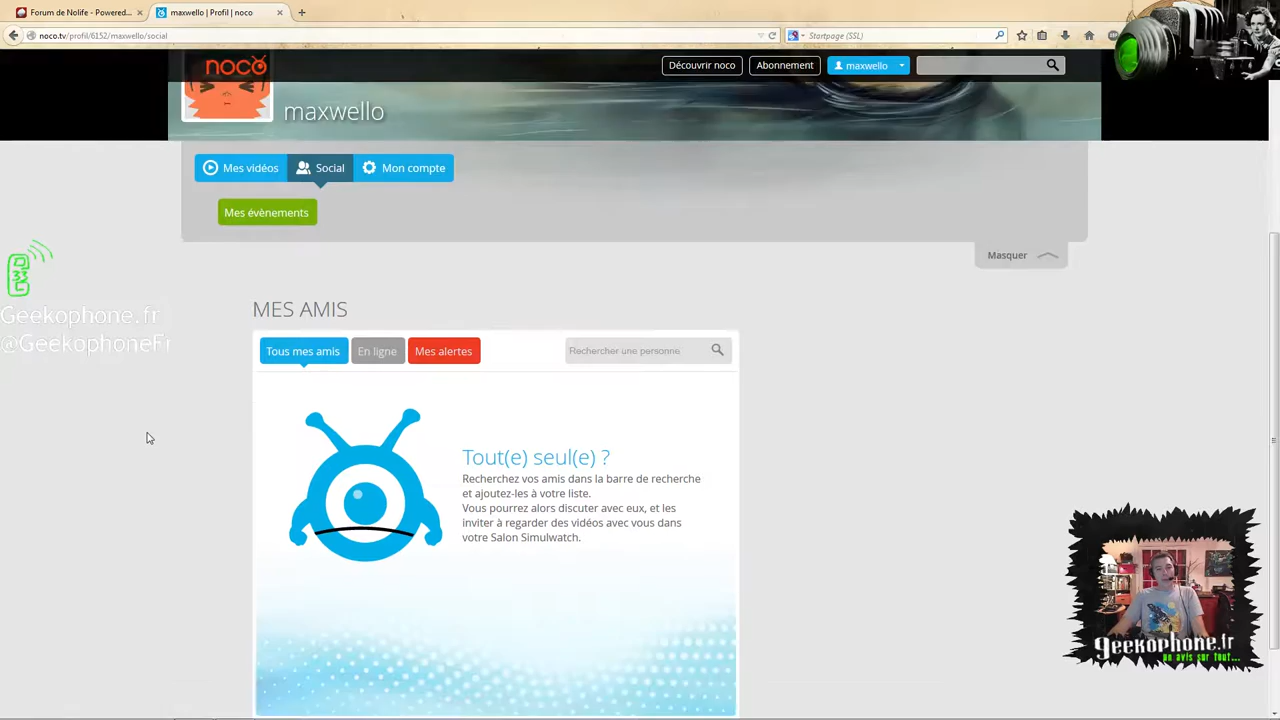 Forum de Nolife - Powered... ×
maxwello | Profil | noco ×
noco.tv/profil/6152/maxwello/social
Startpage (SSL)
noco
Découvrir noco
Abonnement
maxwello
maxwello
Mes vidéos
Social
Mon compte
Mes évènements
Masquer
Geekophone.fr
@GeekophoneFr
MES AMIS
Tous mes amis
En ligne
Mes alertes
Rechercher une personne
Tout(e) seul(e) ?
Recherchez vos amis dans la barre de recherche
et ajoutez-les à votre liste.
Vous pourrez alors discuter avec eux, et les
inviter à regarder des vidéos avec vous dans
votre Salon Simulwatch.
geekophone.fr
un avis sur tout...